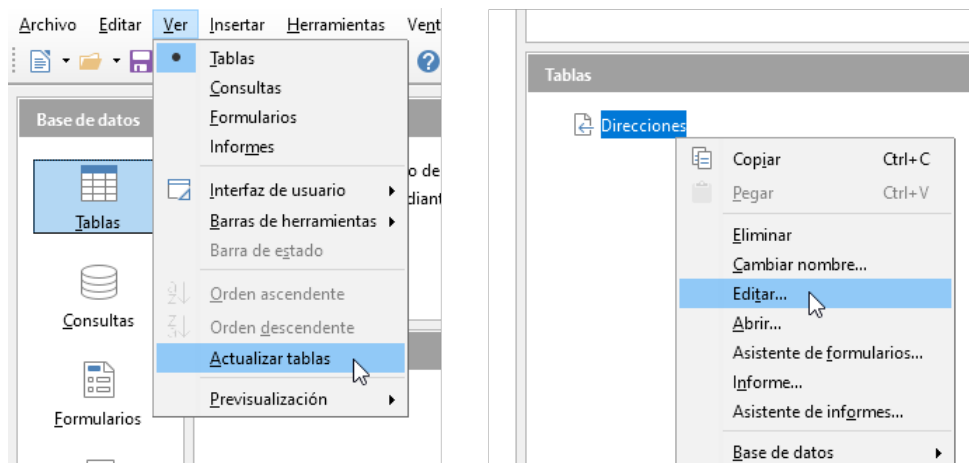 Archivo Editar Ver Insertar Herramientas Vent
Tablas
Consultas
Formularios
Informes
Interfaz de usuario
Barras de herramientas
Barra de estado
Orden ascendente
Orden descendente
Actualizar tablas
Previsualización
Base de datos
Tablas
Consultas
Formularios
o de
diant
Tablas
Direcciones
Copiar Ctrl+C
Pegar Ctrl+V
Eliminar
Cambiar nombre...
Editar...
Abrir...
Asistente de formularios...
Informe...
Asistente de informes...
Base de datos